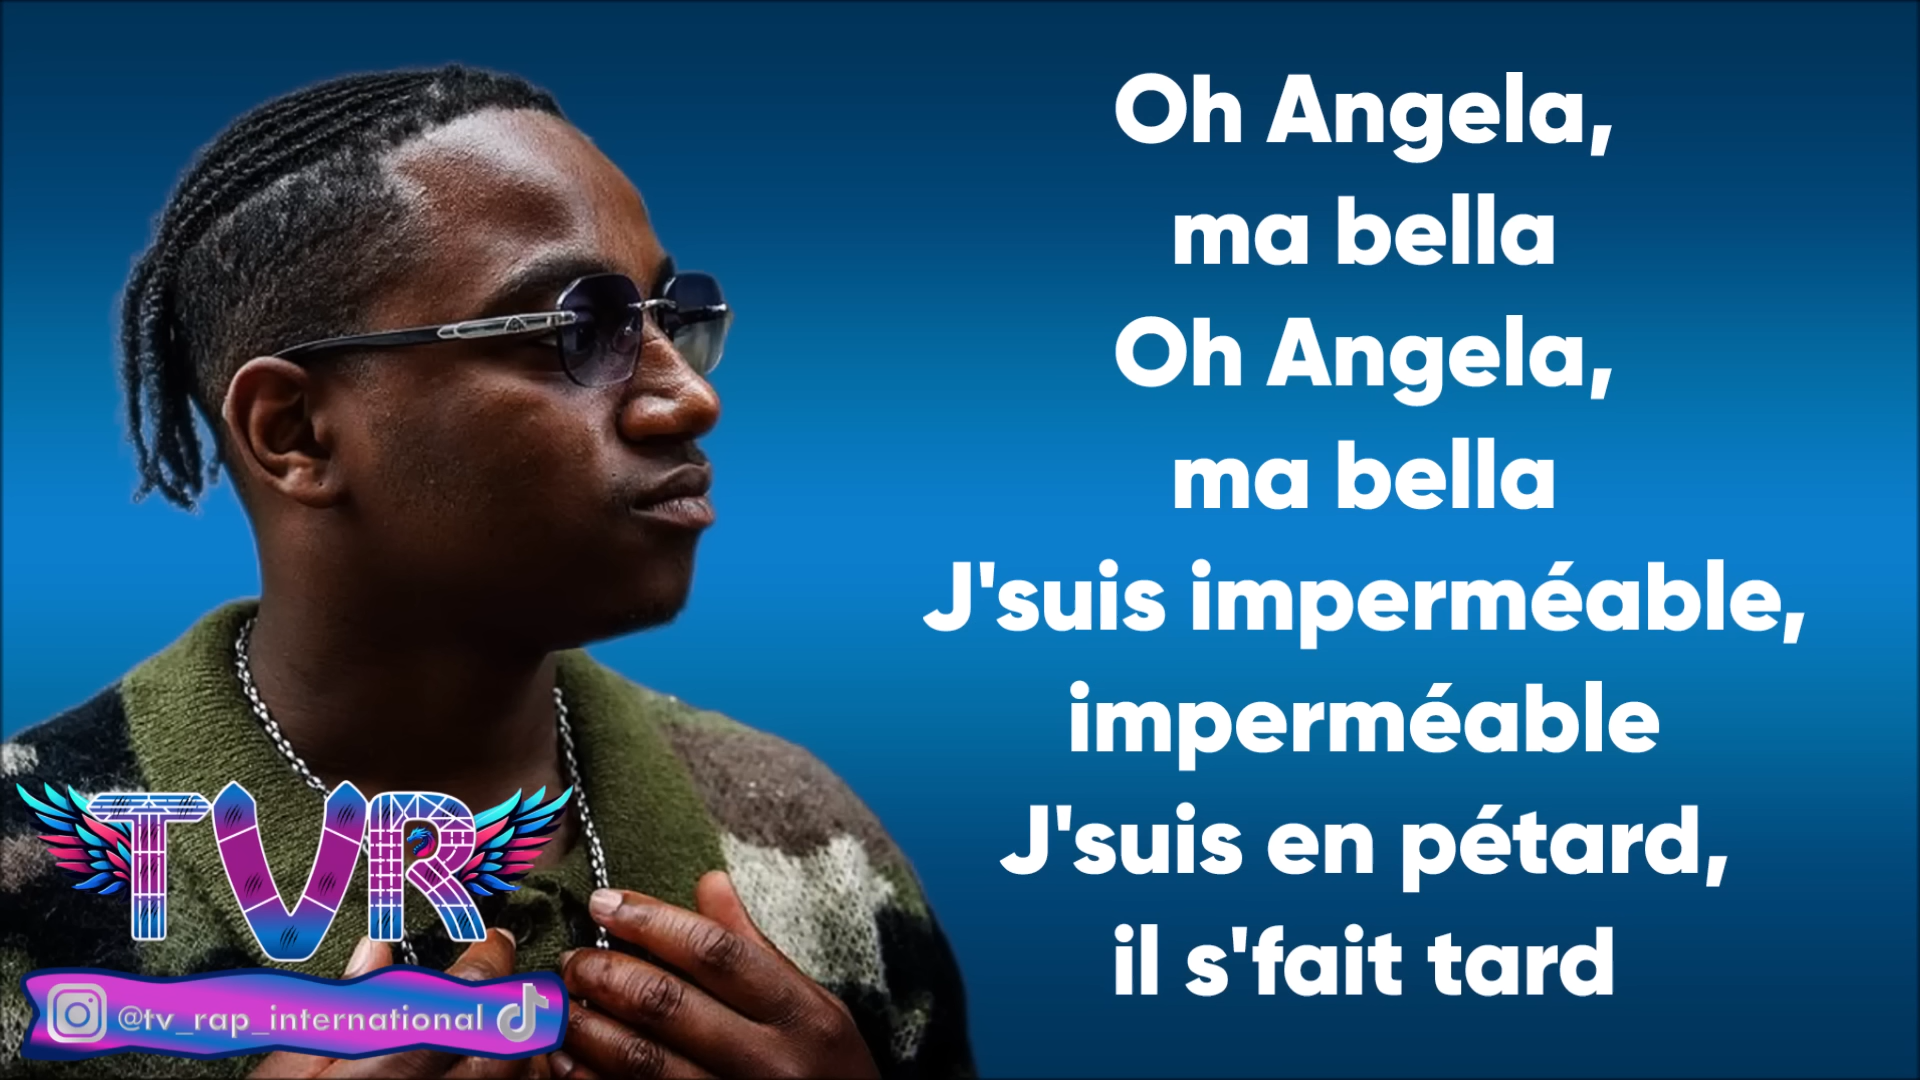 Oh Angela,
ma bella
Oh Angela,
ma bella
J'suis imperméable,
imperméable
J'suis en pétard,
il s'fait tard
TVR
@tv_rap_international